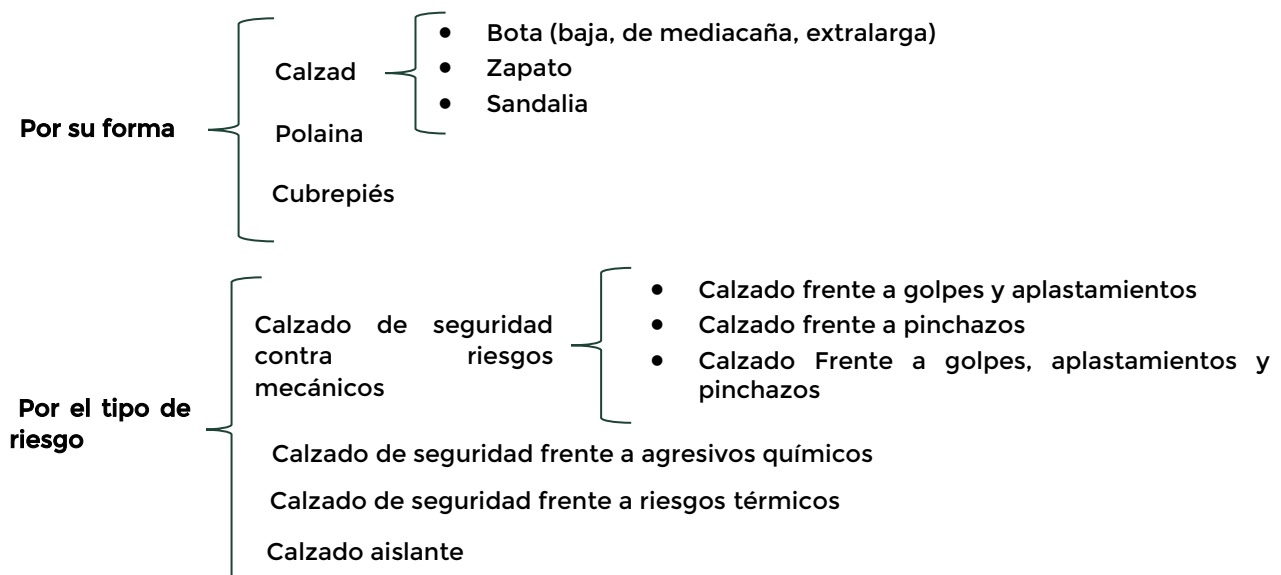 Por su forma
Calzad
● Bota (baja, de mediacaña, extralarga)
● Zapato
● Sandalia
Polaina
Cubrepiés
Por el tipo de
riesgo
Calzado de seguridad
contra riesgos
mecánicos
● Calzado frente a golpes y aplastamientos
● Calzado frente a pinchazos
● Calzado Frente a golpes, aplastamientos y
pinchazos
Calzado de seguridad frente a agresivos químicos
Calzado de seguridad frente a riesgos térmicos
Calzado aislante